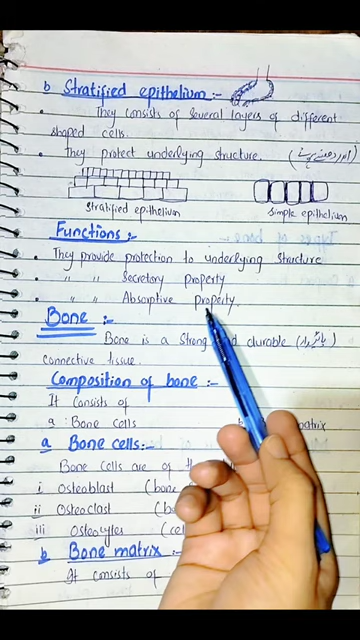 b Stratified epithelium :-
• They consists of several layers of different
shaped cells.
• They protect underlying structure.
stratified epithelium
simple epithelium
Functions :-
• They provide protection to underlying structure
• " " Secretory property
• " " Absorptive property.
Bone :-
Bone is a strong durable (پائیدار)
connective tissue.
Composition of bone :-
It consists of
a: Bone cells matrix
a Bone cells:-
Bone cells are of
i Osteoblast (bone
ii Osteoclast
iii Osteocytes
b Bone matrix :-
It consists of